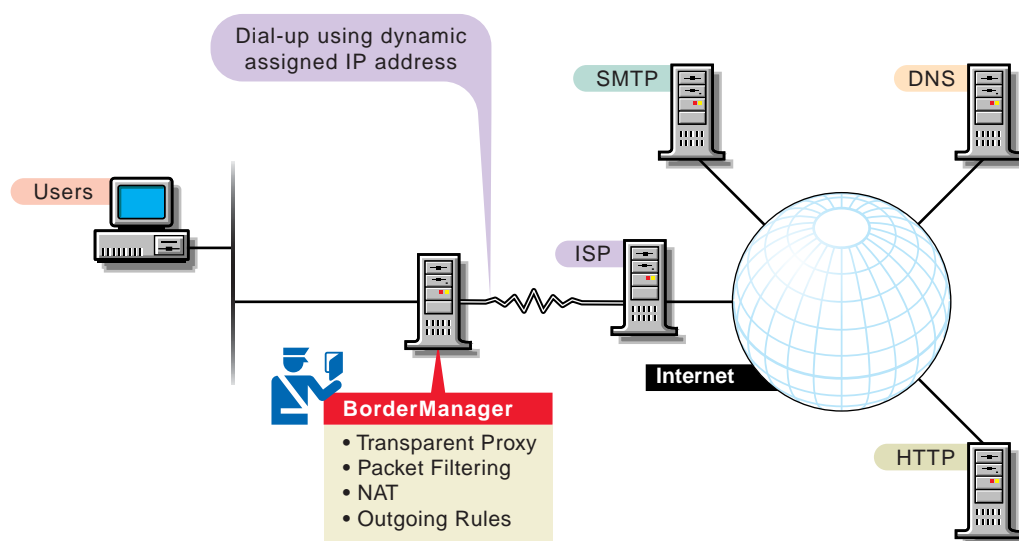 Dial-up using dynamic
assigned IP address
SMTP
DNS
Users
ISP
Internet
BorderManager
• Transparent Proxy
• Packet Filtering
• NAT
• Outgoing Rules
HTTP